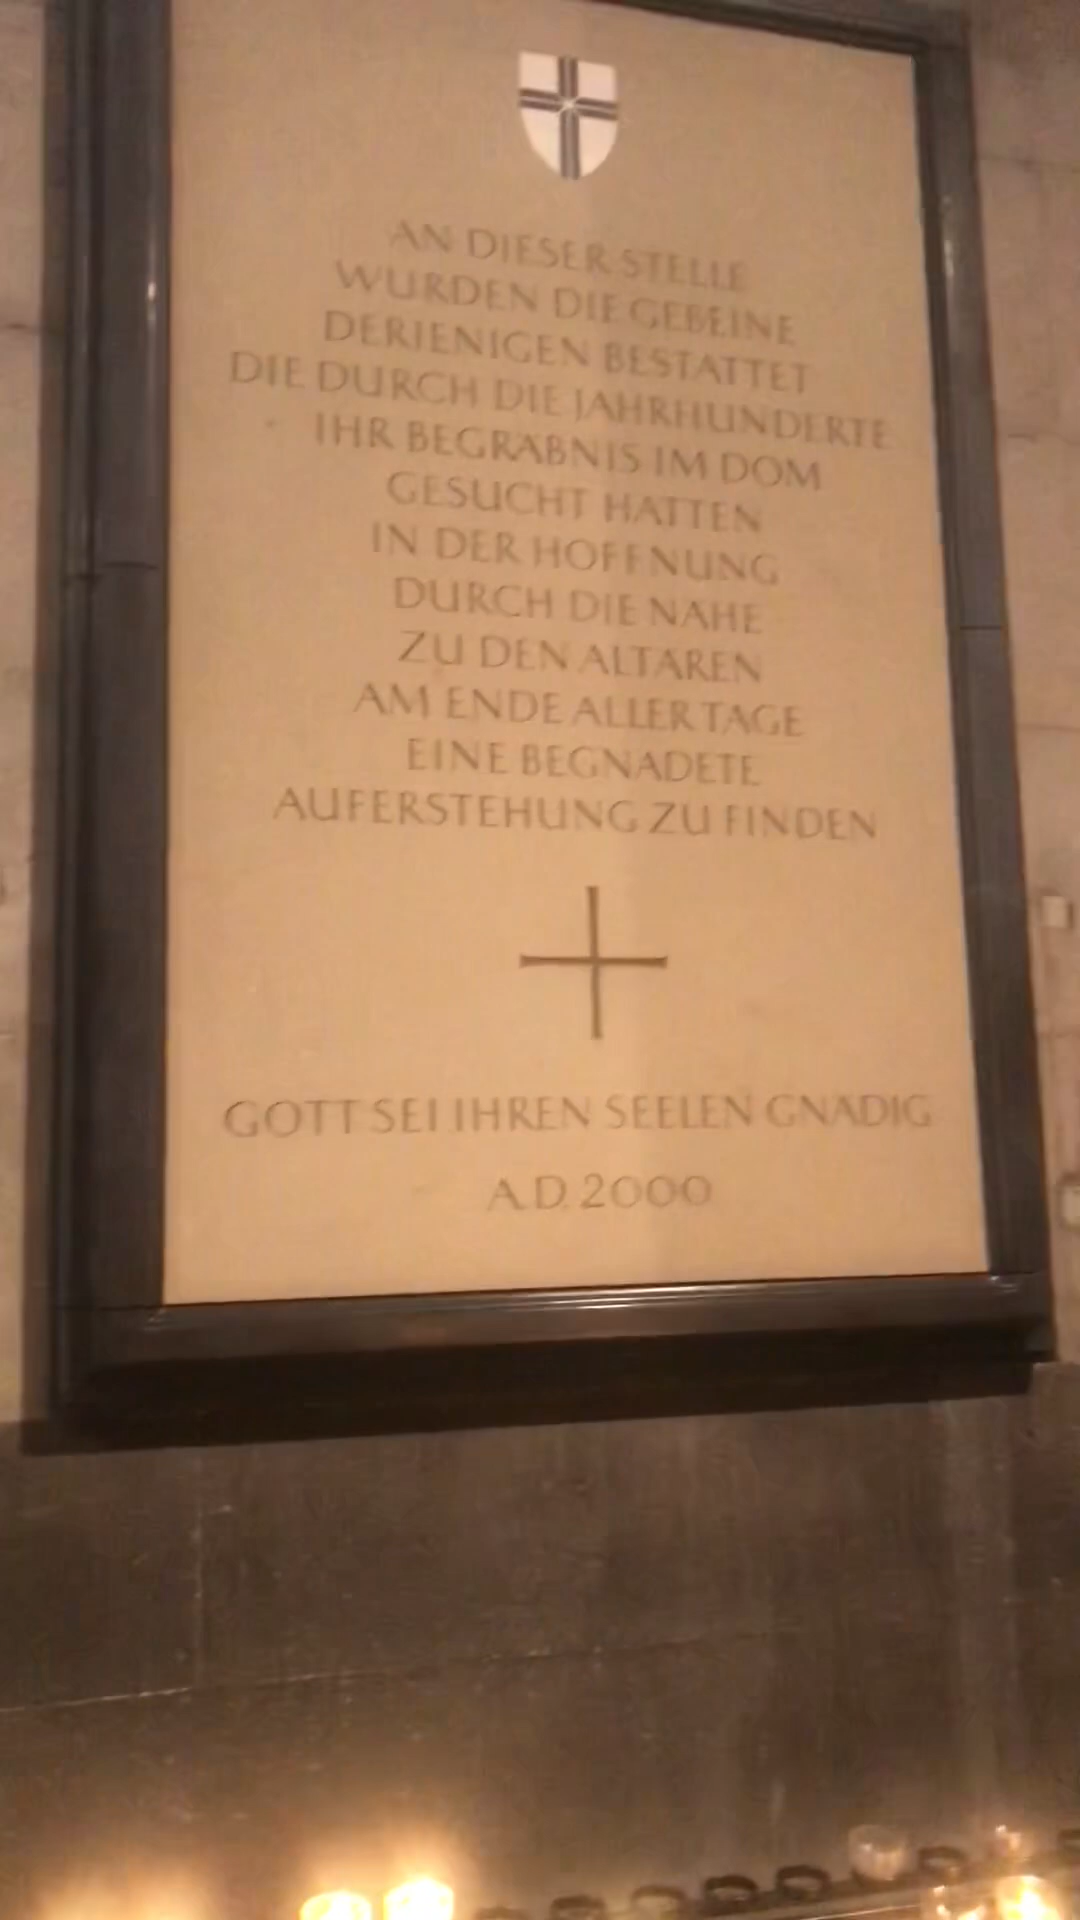 AN DIESER STELLE
WURDEN DIE GEBEINE
DERIENIGEN BESTATTET
DIE DURCH DIE JAHRHUNDERTE
IHR BEGRÄBNIS IM DOM
GESUCHT HATTEN
IN DER HOFFNUNG
DURCH DIE NÄHE
ZU DEN ALTÄREN
AM ENDE ALLER TAGE
EINE BEGNADETE
AUFERSTEHUNG ZU FINDEN
GOTT SEI IHREN SEELEN GNÄDIG
A.D. 2000